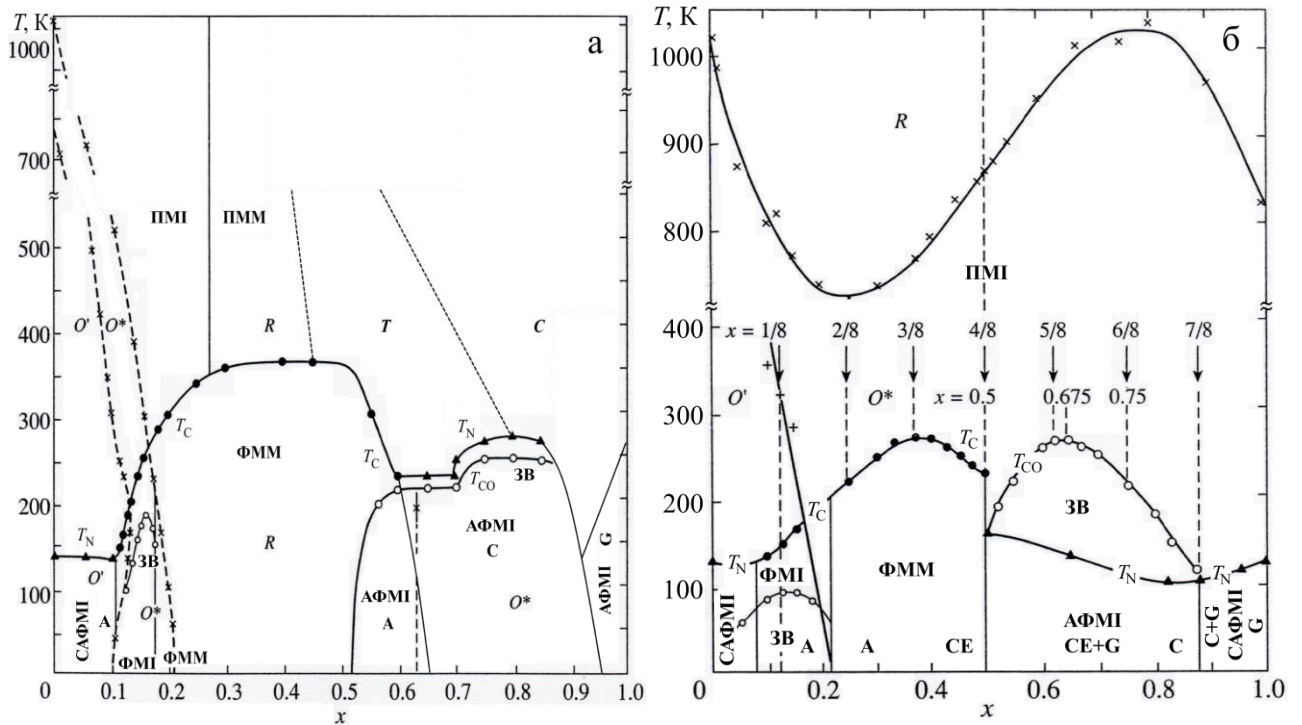 T, К
а
1000
700
ПМІ ПММ
500
400
O' O* R T C
300
T_C
T_N
ФММ
T_C
T_CO
ЗВ
200
АФМІ
C
T_N
R
O'
ЗВ
100
САФМІ
A
O*
АФМІ
A
O*
АФМІ G
ФМІ ФММ
0
0 0.1 0.2 0.3 0.4 0.5 0.6 0.7 0.8 0.9 1.0
x
T, К
б
1000
R
900
800
ПМІ
400
x = 1/8 2/8 3/8 4/8 5/8 6/8 7/8
O' O* x = 0.5 0.675 0.75
300
T_C
T_CO
200
T_C
ЗВ
T_N
ФМІ
ФММ
T_N T_N
100
САФМІ
ЗВ
A A CE
АФМІ
CE+G C
C+G
САФМІ
G
0 0.2 0.4 0.6 0.8 1.0
x